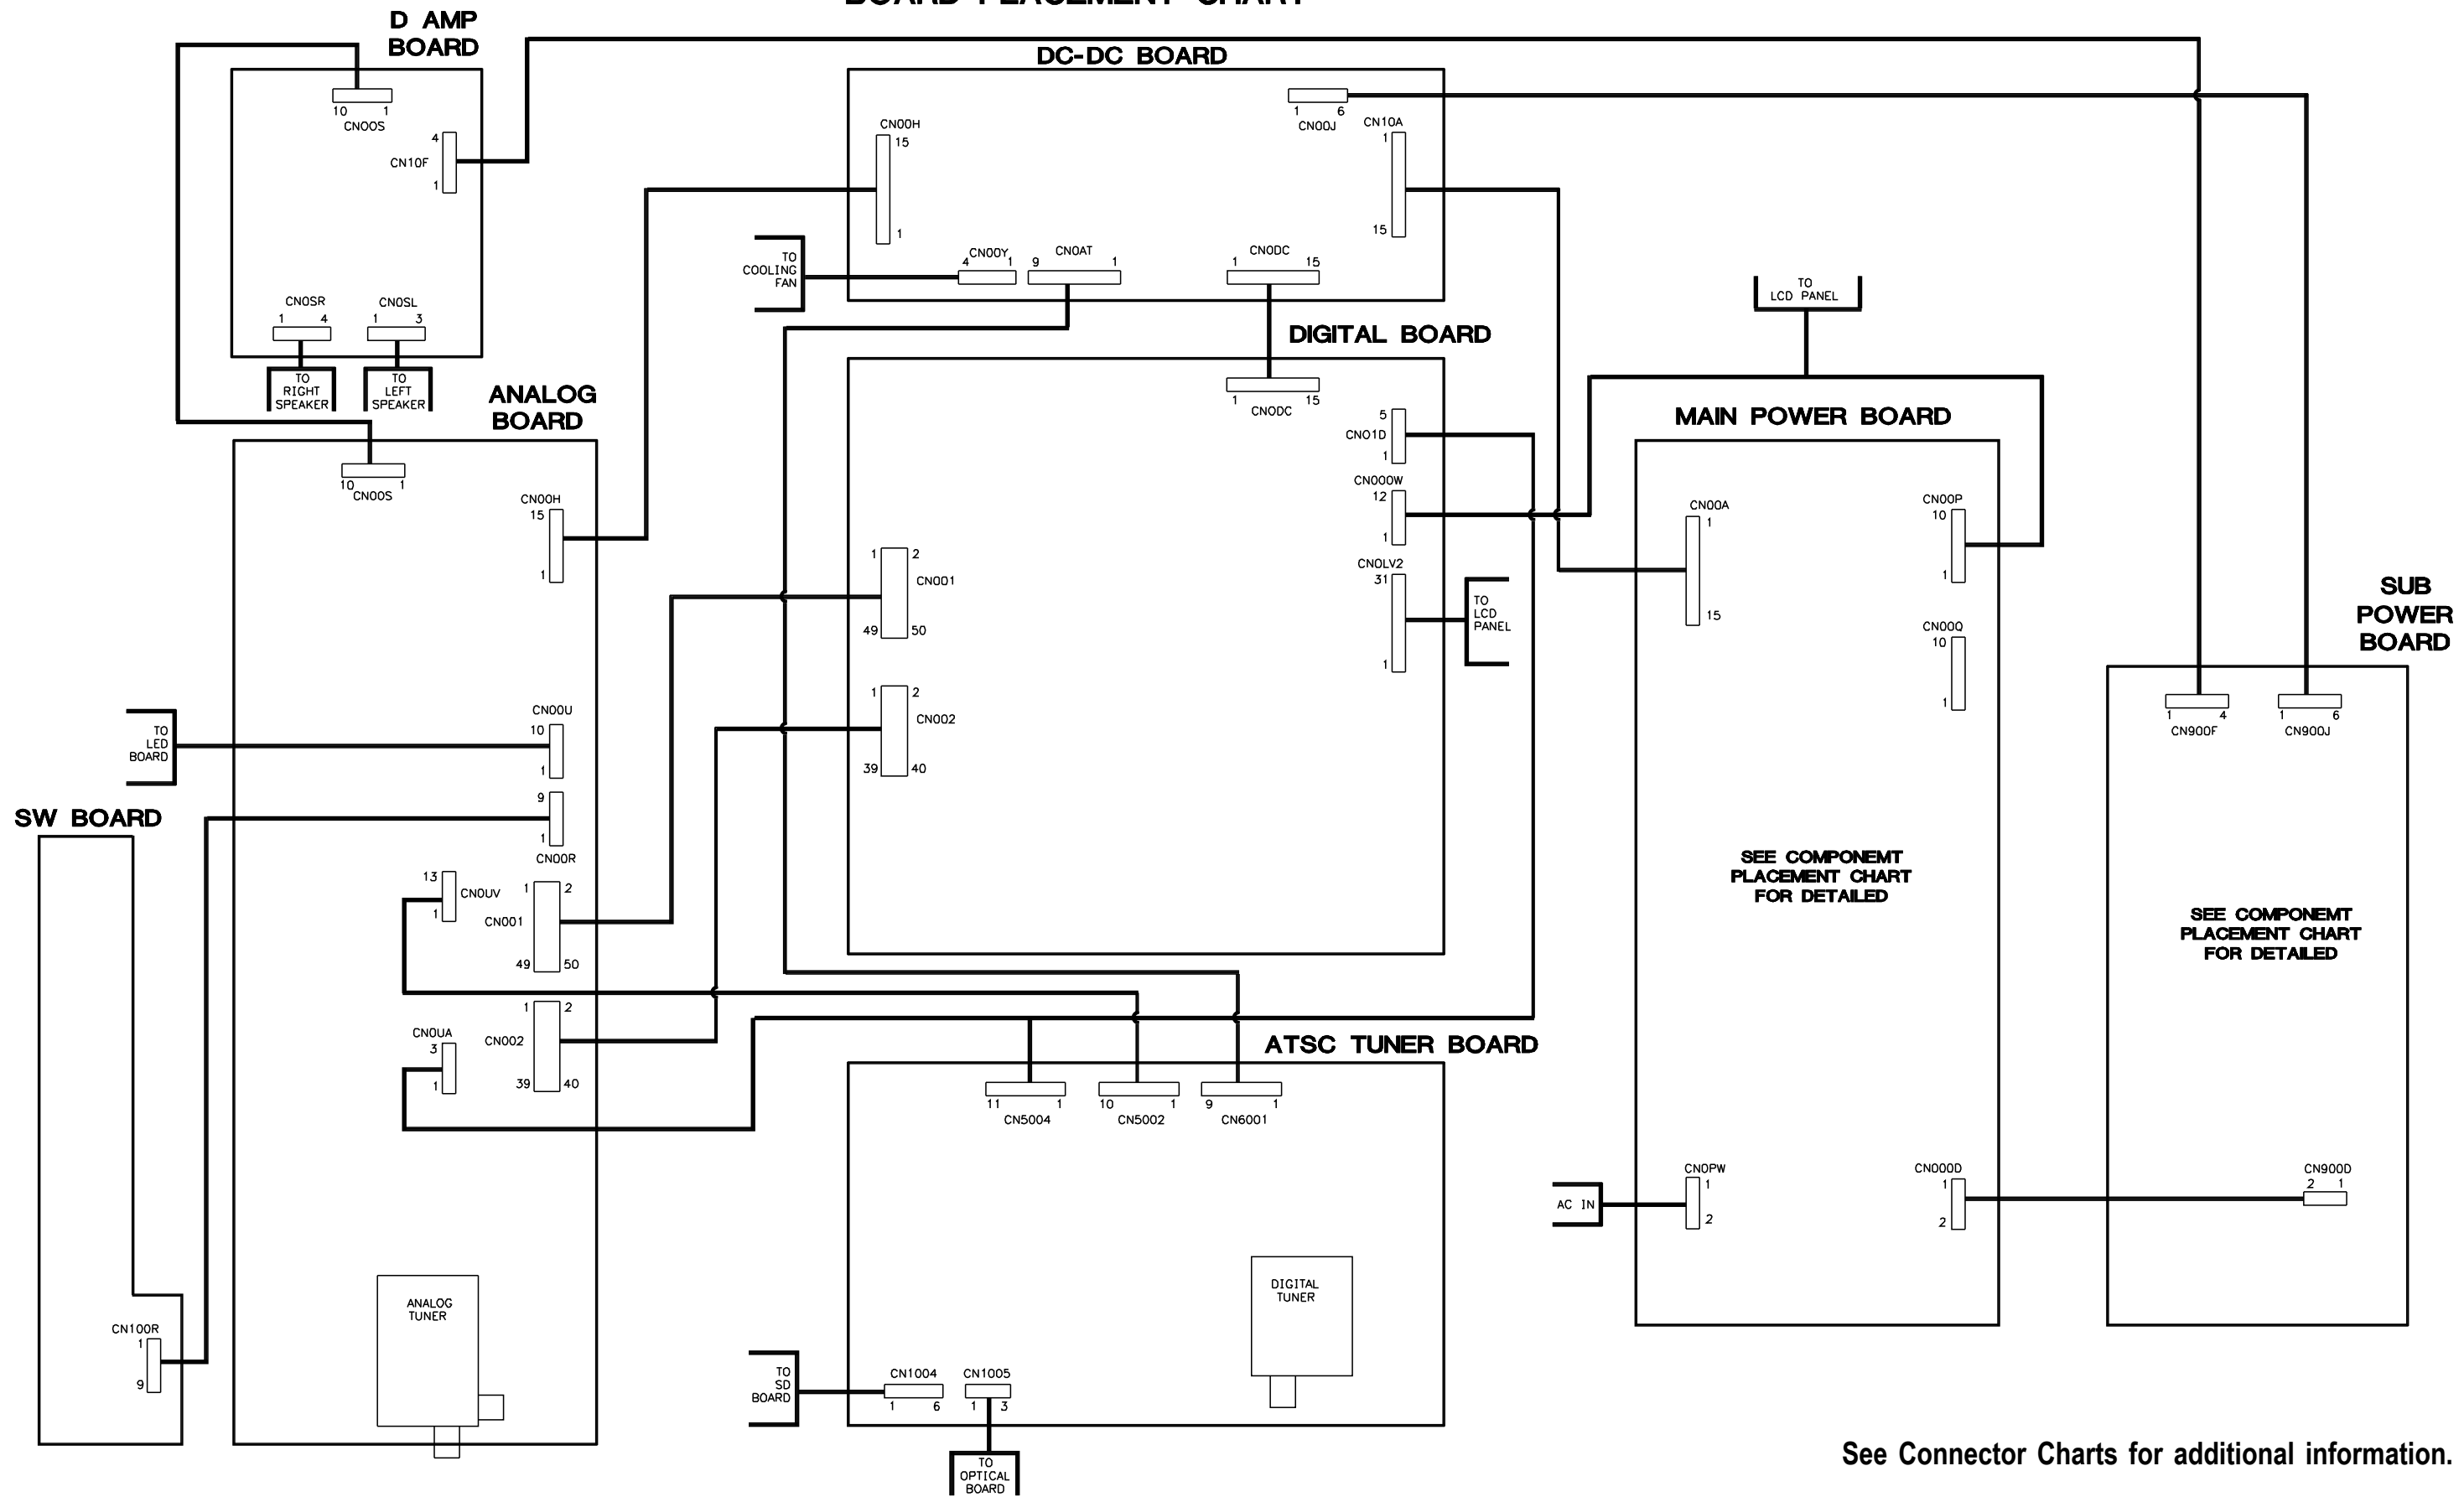 BOARD PLACEMENT CHART
D AMP
BOARD
10 1
CN00S
4
CN10F
1
CN0SR
1 4
CN0SL
1 3
TO
RIGHT
SPEAKER
TO
LEFT
SPEAKER
DC-DC BOARD
CN00H
15
1
1 6
CN00J
CN10A
1
15
TO
COOLING
FAN
CN00Y
4 1
CN0AT
9 1
CN0DC
1 15
DIGITAL BOARD
1 15
CN0DC
5
CN01D
1
CN000W
12
1
CN0LV2
31
1
TO
LCD
PANEL
1 2
CN001
49 50
1 2
CN002
39 40
TO
LCD PANEL
ANALOG
BOARD
10 1
CN00S
CN00H
15
1
CN00U
10
1
9
1
CN00R
13
CN0UV
1
1 2
CN001
49 50
1 2
CN002
39 40
CN0UA
3
1
ANALOG
TUNER
TO
LED
BOARD
SW BOARD
CN100R
1
9
ATSC TUNER BOARD
11 1
CN5004
10 1
CN5002
9 1
CN6001
DIGITAL
TUNER
TO
SD
BOARD
CN1004
1 6
CN1005
1 3
TO
OPTICAL
BOARD
MAIN POWER BOARD
CN00A
1
15
CN00P
10
1
CN00Q
10
1
SEE COMPONEMT
PLACEMENT CHART
FOR DETAILED
AC IN
CN0PW
1
2
CN000D
1
2
SUB
POWER
BOARD
1 4
CN900F
1 6
CN900J
SEE COMPONEMT
PLACEMENT CHART
FOR DETAILED
CN900D
2 1
See Connector Charts for additional information.